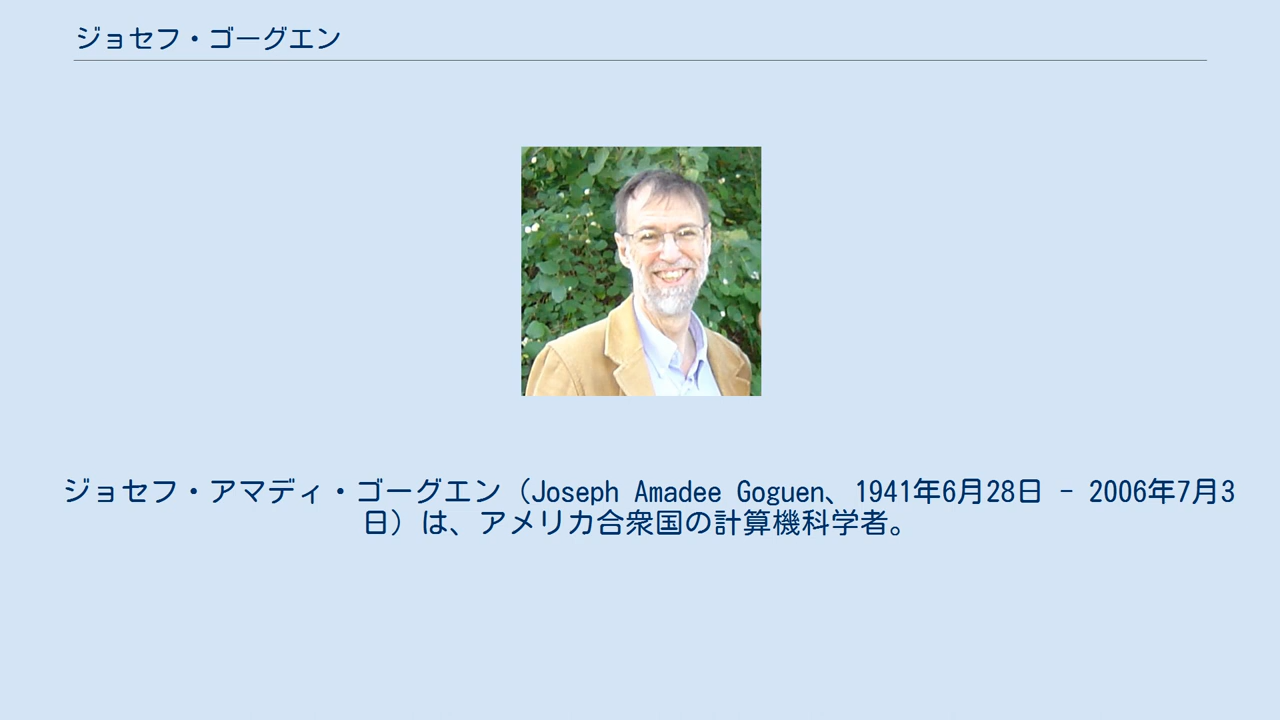 ジョセフ・ゴーグエン
ジョセフ・アマディ・ゴーグエン（Joseph Amadee Goguen、1941年6月28日 - 2006年7月3
日）は、アメリカ合衆国の計算機科学者。